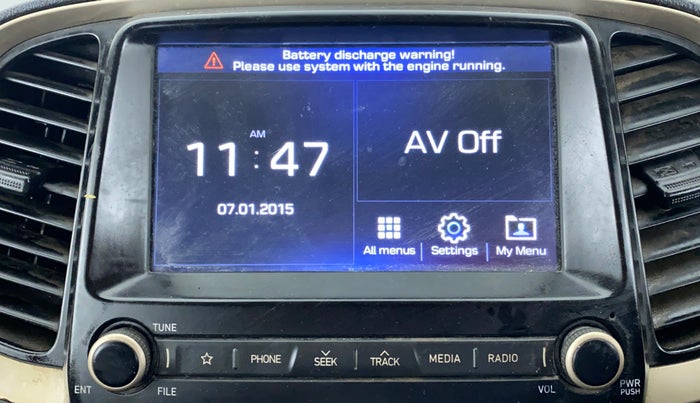 Battery discharge warning!
Please use system with the engine running.
AM
11:47
07.01.2015
AV Off
All menus
Settings
My Menu
TUNE
PHONE
SEEK
TRACK
MEDIA
RADIO
ENT
FILE
VOL
PWR
PUSH